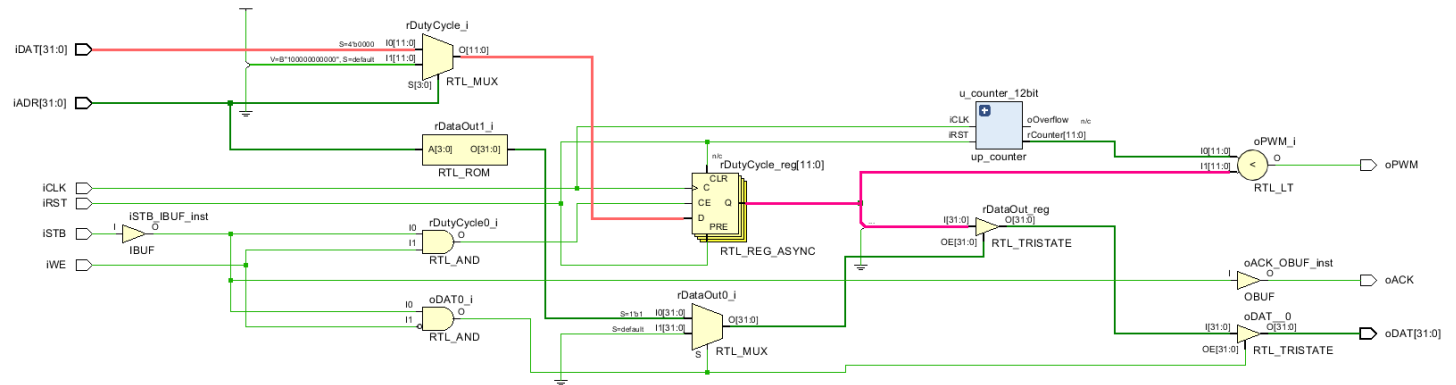 rDutyCycle_i
iDAT[31:0]
S=4'b0000
I0[11:0]
O[11:0]
V=B"100000000000", S=default
I1[11:0]
S[3:0]
RTL_MUX
iADR[31:0]
u_counter_12bit
iCLK
oOverflow
n/c
iRST
rCounter[11:0]
up_counter
rDataOut1_i
A[3:0]
O[31:0]
RTL_ROM
oPWM_i
I0[11:0]
O
I1[11:0]
<
RTL_LT
oPWM
n/c
rDutyCycle_reg[11:0]
CLR
C
CE
Q
D
PRE
RTL_REG_ASYNC
iCLK
iRST
iSTB_IBUF_inst
iSTB
I
O
IBUF
iWE
rDutyCycle0_i
I0
O
I1
RTL_AND
...
rDataOut_reg
I[31:0]
O[31:0]
OE[31:0]
RTL_TRISTATE
oACK_OBUF_inst
I
O
OBUF
oACK
oDAT0_i
I0
O
I1
RTL_AND
rDataOut0_i
S=1'b1
I0[31:0]
O[31:0]
S=default
I1[31:0]
S
RTL_MUX
oDAT__0
I[31:0]
O[31:0]
OE[31:0]
RTL_TRISTATE
oDAT[31:0]